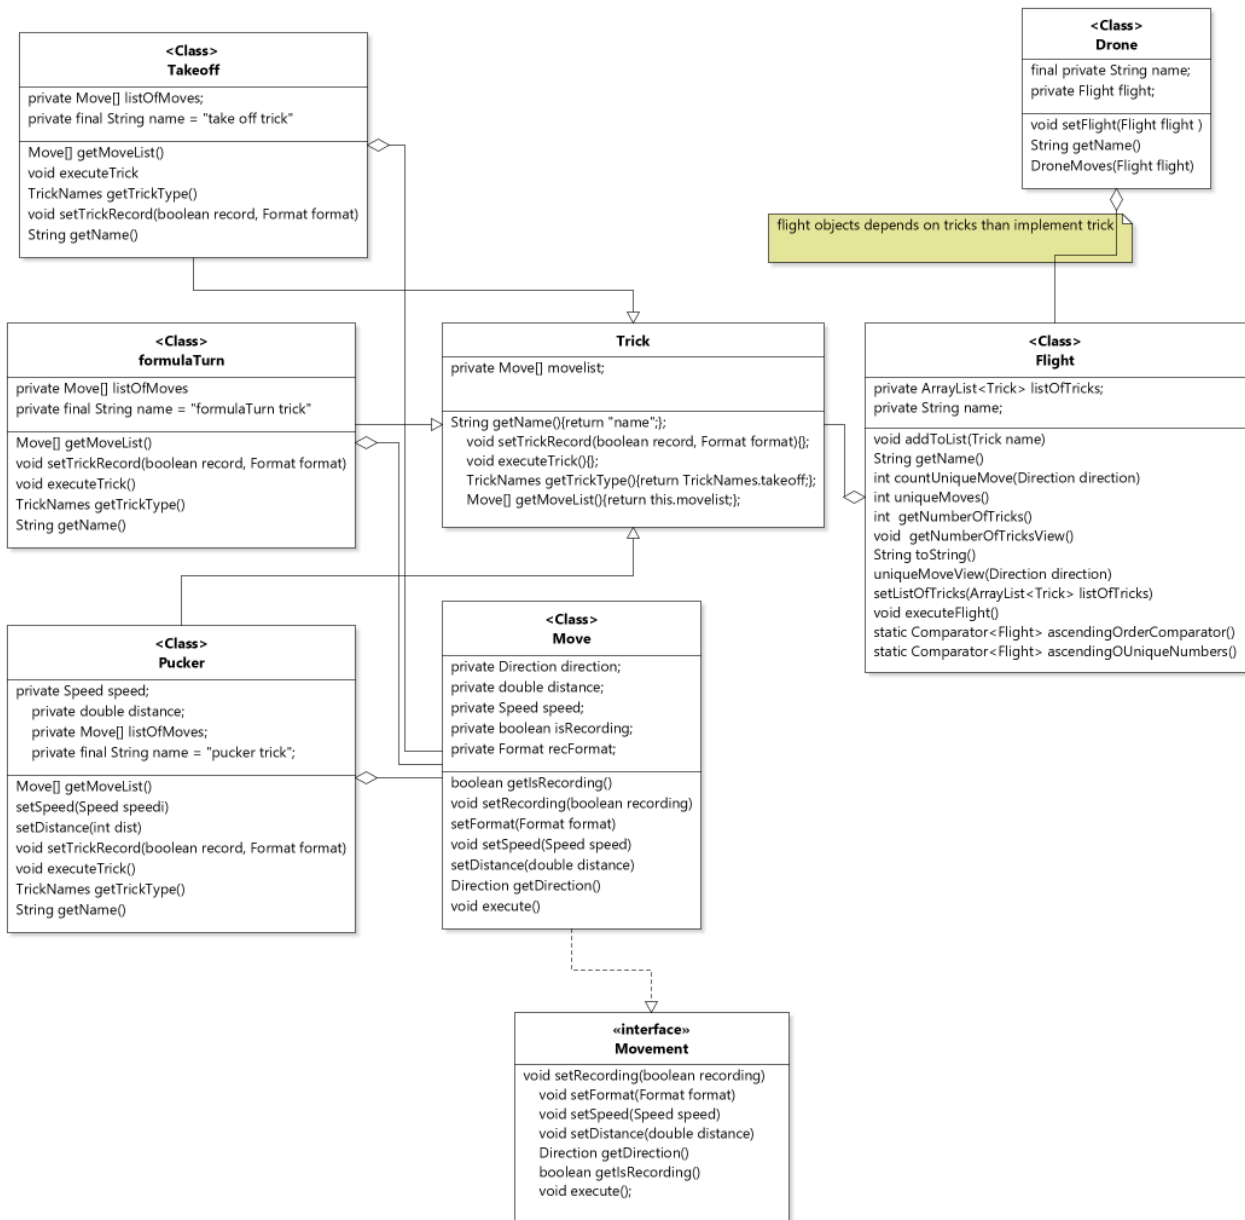 <Class>
Takeoff
private Move[] listOfMoves;
private final String name = "take off trick"
Move[] getMoveList()
void executeTrick
TrickNames getTrickType()
void setTrickRecord(boolean record, Format format)
String getName()
<Class>
Drone
final private String name;
private Flight flight;
void setFlight(Flight flight )
String getName()
DroneMoves(Flight flight)
flight objects depends on tricks than implement trick
<Class>
formulaTurn
private Move[] listOfMoves
private final String name = "formulaTurn trick"
Move[] getMoveList()
void setTrickRecord(boolean record, Format format)
void executeTrick()
TrickNames getTrickType()
String getName()
Trick
private Move[] movelist;
String getName(){return "name";};
void setTrickRecord(boolean record, Format format){};
void executeTrick(){};
TrickNames getTrickType(){return TrickNames.takeoff;};
Move[] getMoveList(){return this.movelist;};
<Class>
Flight
private ArrayList<Trick> listOfTricks;
private String name;
void addToList(Trick name)
String getName()
int countUniqueMove(Direction direction)
int uniqueMoves()
int  getNumberOfTricks()
void  getNumberOfTricksView()
String toString()
uniqueMoveView(Direction direction)
setListOfTricks(ArrayList<Trick> listOfTricks)
void executeFlight()
static Comparator<Flight> ascendingOrderComparator()
static Comparator<Flight> ascendingOUniqueNumbers()
<Class>
Pucker
private Speed speed;
private double distance;
private Move[] listOfMoves;
private final String name = "pucker trick";
Move[] getMoveList()
setSpeed(Speed speedi)
setDistance(int dist)
void setTrickRecord(boolean record, Format format)
void executeTrick()
TrickNames getTrickType()
String getName()
<Class>
Move
private Direction direction;
private double distance;
private Speed speed;
private boolean isRecording;
private Format recFormat;
boolean getIsRecording()
void setRecording(boolean recording)
setFormat(Format format)
void setSpeed(Speed speed)
setDistance(double distance)
Direction getDirection()
void execute()
«interface»
Movement
void setRecording(boolean recording)
void setFormat(Format format)
void setSpeed(Speed speed)
void setDistance(double distance)
Direction getDirection()
boolean getIsRecording()
void execute();